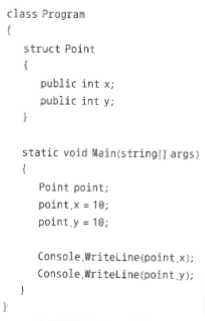 class Program
{
struct Point
{
public int x;
public int y;
}
static void Main(string[] args)
{
Point point;
point.x = 10;
point.y = 10;
Console.WriteLine(point.x);
Console.WriteLine(point.y);
}
}